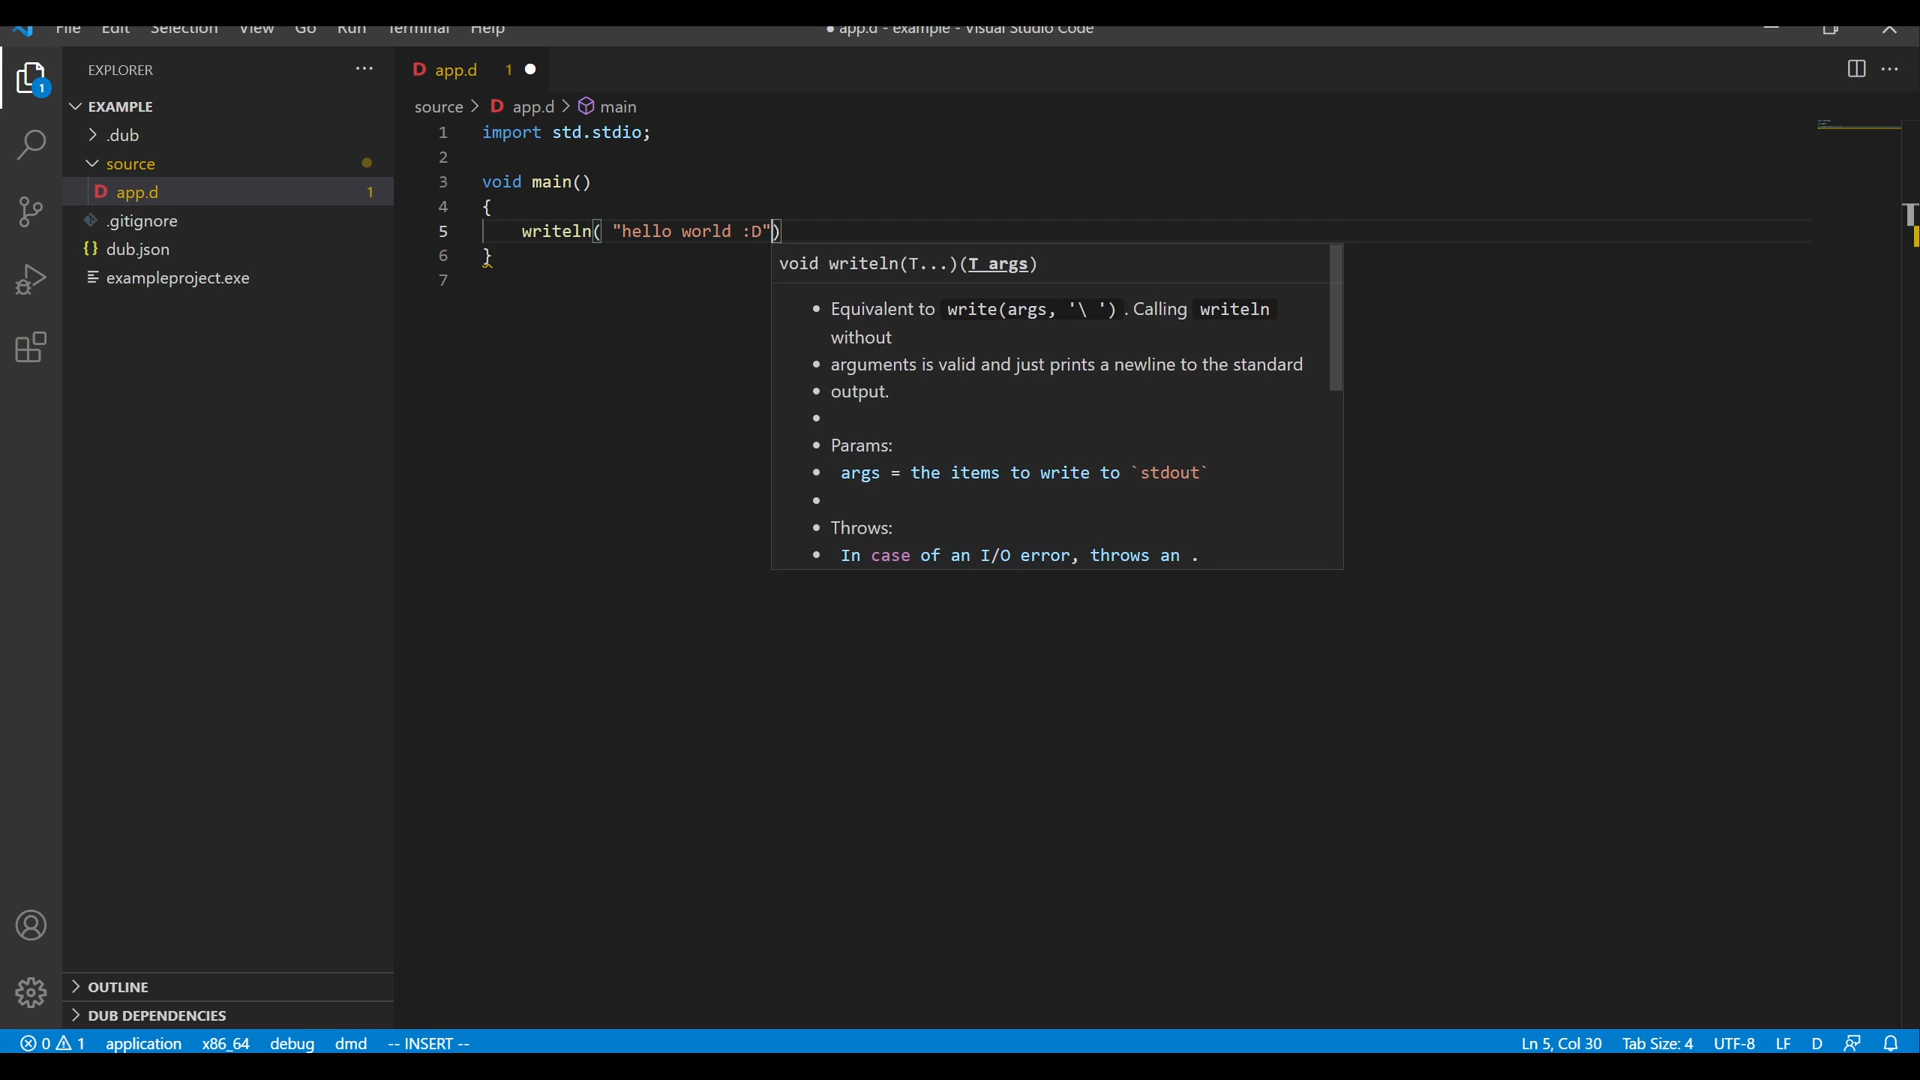 File Edit Selection View Go Run Terminal Help
● app.d - example - Visual Studio Code
EXPLORER
EXAMPLE
.dub
source
D app.d 1
.gitignore
{} dub.json
exampleproject.exe
OUTLINE
DUB DEPENDENCIES
1
D app.d 1 ●
source > D app.d > main
1 import std.stdio;
2
3 void main()
4 {
5 writeln( "hello world :D")
6 }
7
void writeln(T...)(T args)
• Equivalent to write(args, '\ '). Calling writeln
without
• arguments is valid and just prints a newline to the standard
• output.
•
• Params:
• args = the items to write to `stdout`
•
• Throws:
• In case of an I/O error, throws an .
0 1 application x86_64 debug dmd -- INSERT --
Ln 5, Col 30 Tab Size: 4 UTF-8 LF D